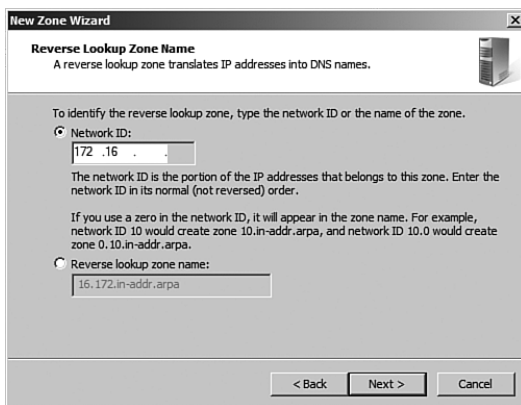 New Zone Wizard
Reverse Lookup Zone Name
A reverse lookup zone translates IP addresses into DNS names.
To identify the reverse lookup zone, type the network ID or the name of the zone.
Network ID:
172 .16 . .
The network ID is the portion of the IP addresses that belongs to this zone. Enter the
network ID in its normal (not reversed) order.
If you use a zero in the network ID, it will appear in the zone name. For example,
network ID 10 would create zone 10.in-addr.arpa, and network ID 10.0 would create
zone 0.10.in-addr.arpa.
Reverse lookup zone name:
16.172.in-addr.arpa
< Back Next > Cancel